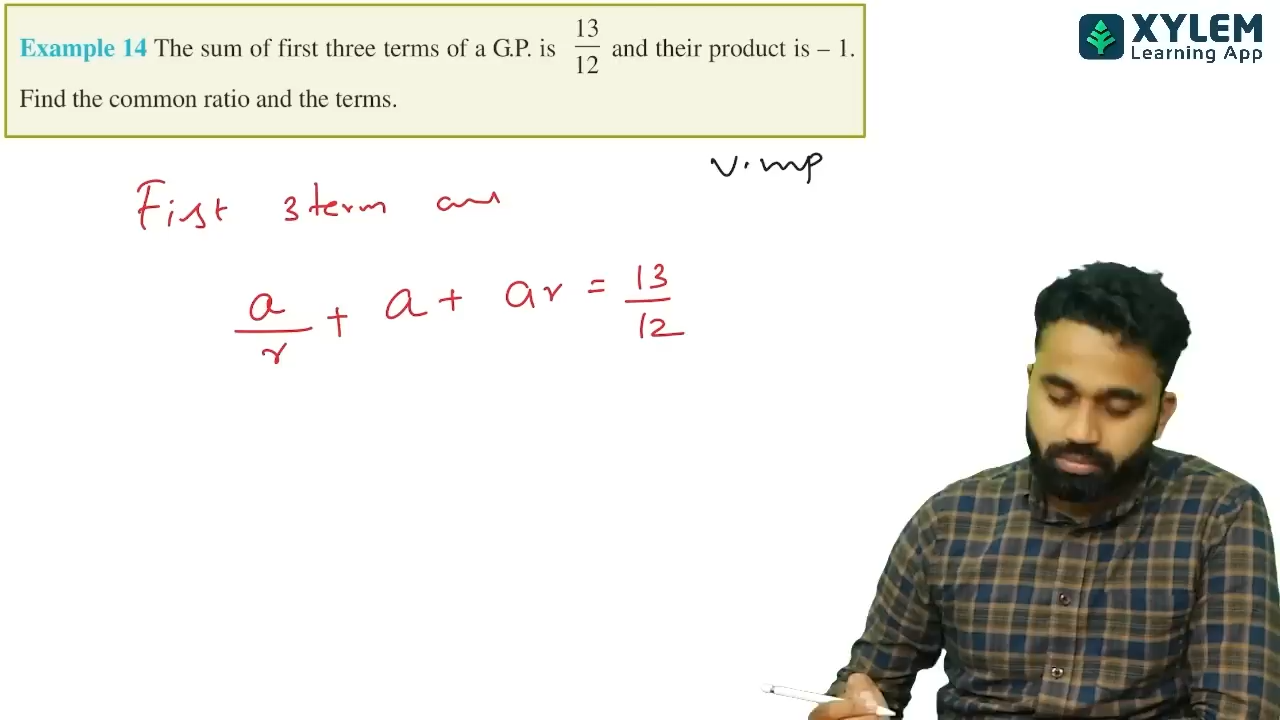 XYLEM
Learning App
Example 14 The sum of first three terms of a G.P. is 13/12 and their product is – 1.
Find the common ratio and the terms.
v.imp
First 3 term are
a/r + a + ar = 13/12